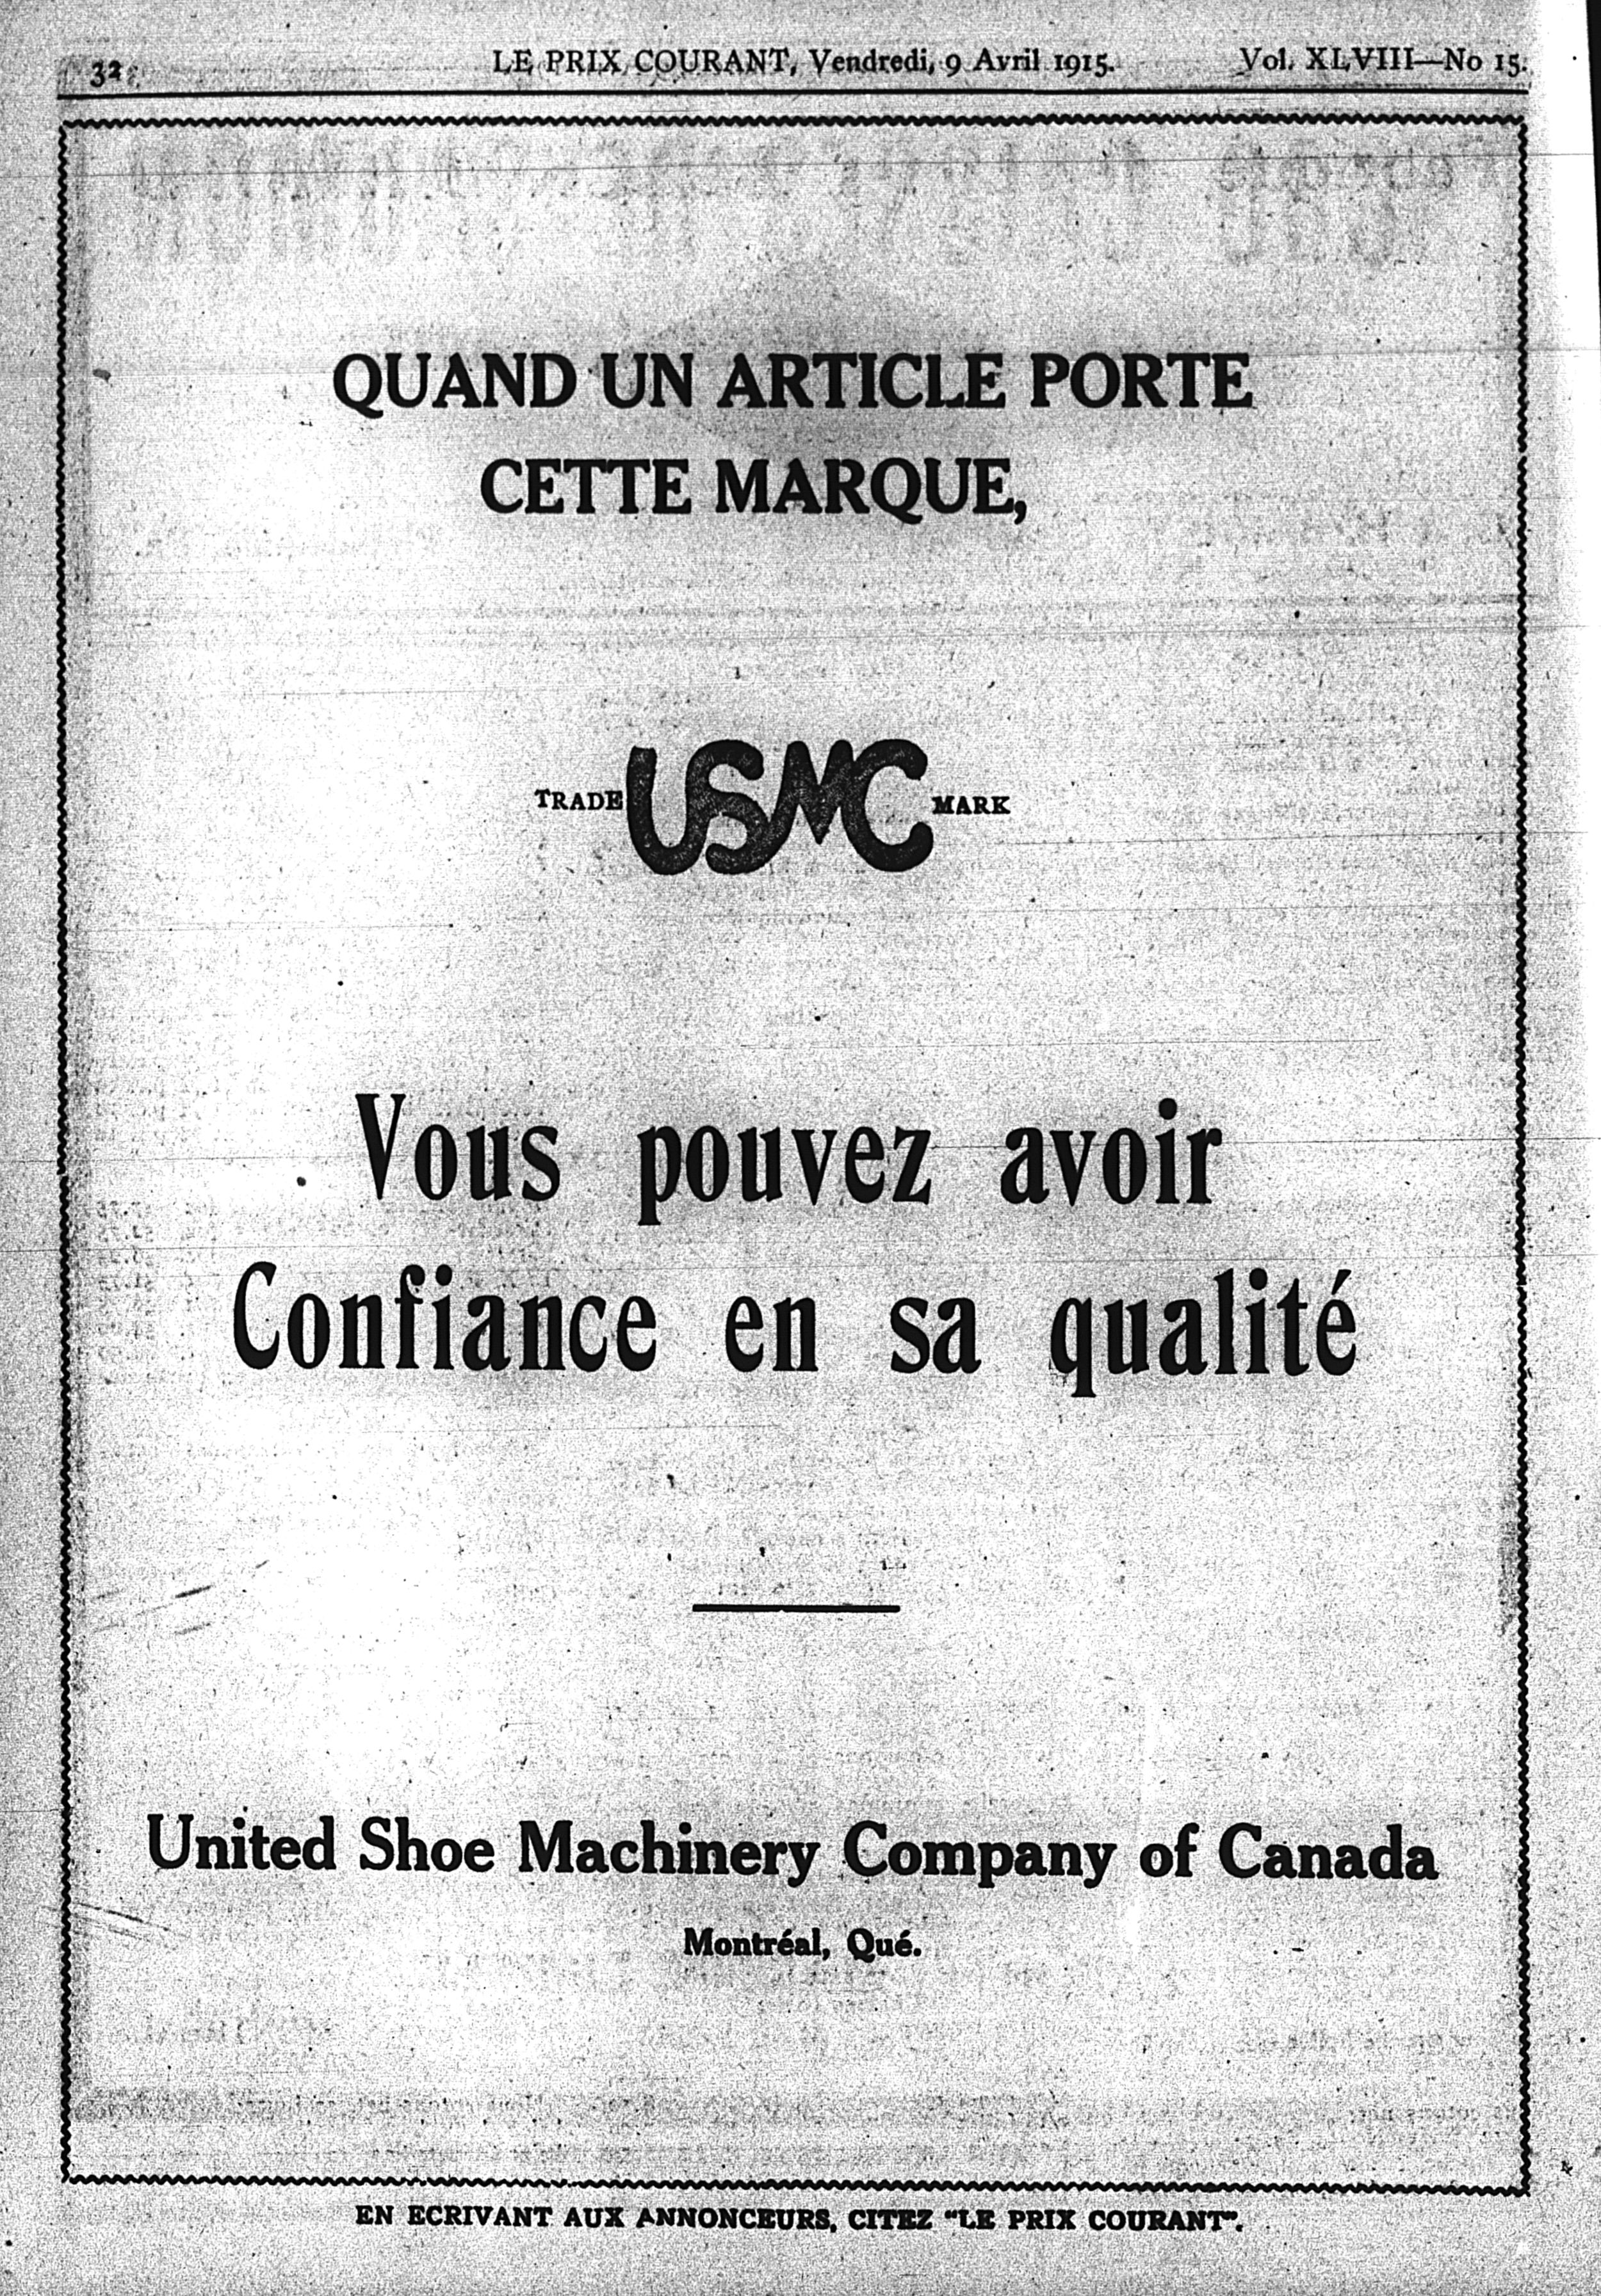 32 LE PRIX COURANT, Vendredi, 9 Avril 1915. Vol. XLVIII—No 15.
QUAND UN ARTICLE PORTE
CETTE MARQUE,
TRADE USMC MARK
Vous pouvez avoir
Confiance en sa qualité
United Shoe Machinery Company of Canada
Montréal, Qué.
EN ECRIVANT AUX ANNONCEURS, CITEZ "LE PRIX COURANT".